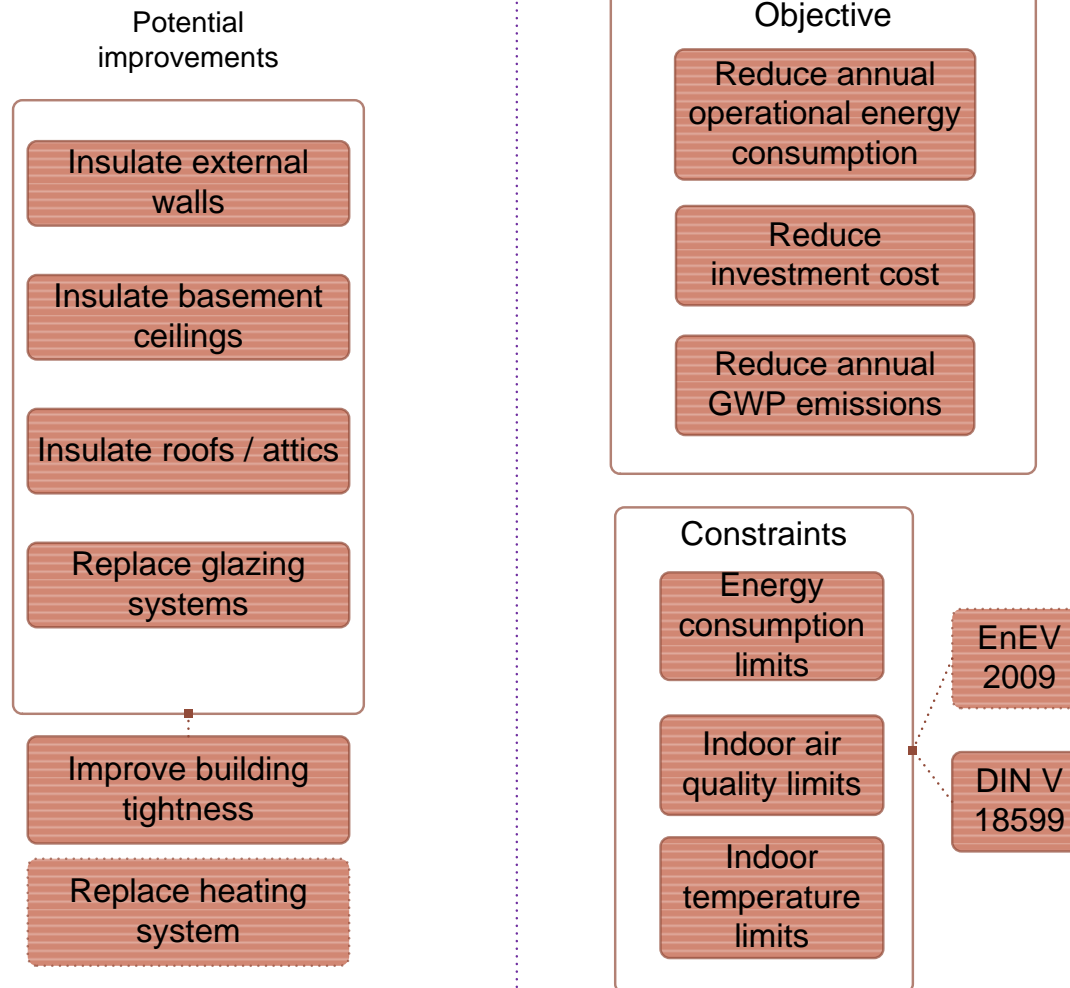 Potential
improvements
Insulate external
walls
Insulate basement
ceilings
Insulate roofs / attics
Replace glazing
systems
Improve building
tightness
Replace heating
system
Objective
Reduce annual
operational energy
consumption
Reduce
investment cost
Reduce annual
GWP emissions
Constraints
Energy
consumption
limits
Indoor air
quality limits
Indoor
temperature
limits
EnEV
2009
DIN V
18599